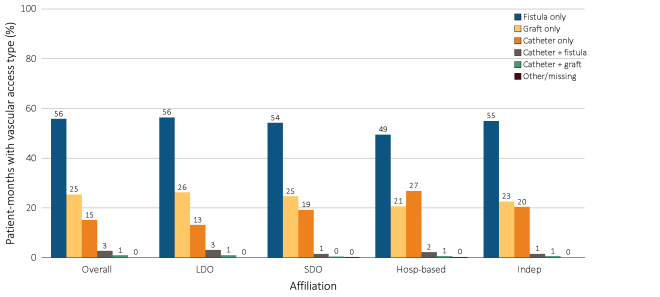 100
80
60
40
20
0
Patient-months with vascular access type (%)
Fistula only
Graft only
Catheter only
Catheter + fistula
Catheter + graft
Other/missing
56 25 15 3 1 0
56 26 13 3 1 0
54 25 19 1 0 0
49 21 27 2 1 0
55 23 20 1 1 0
Overall LDO SDO Hosp-based Indep
Affiliation